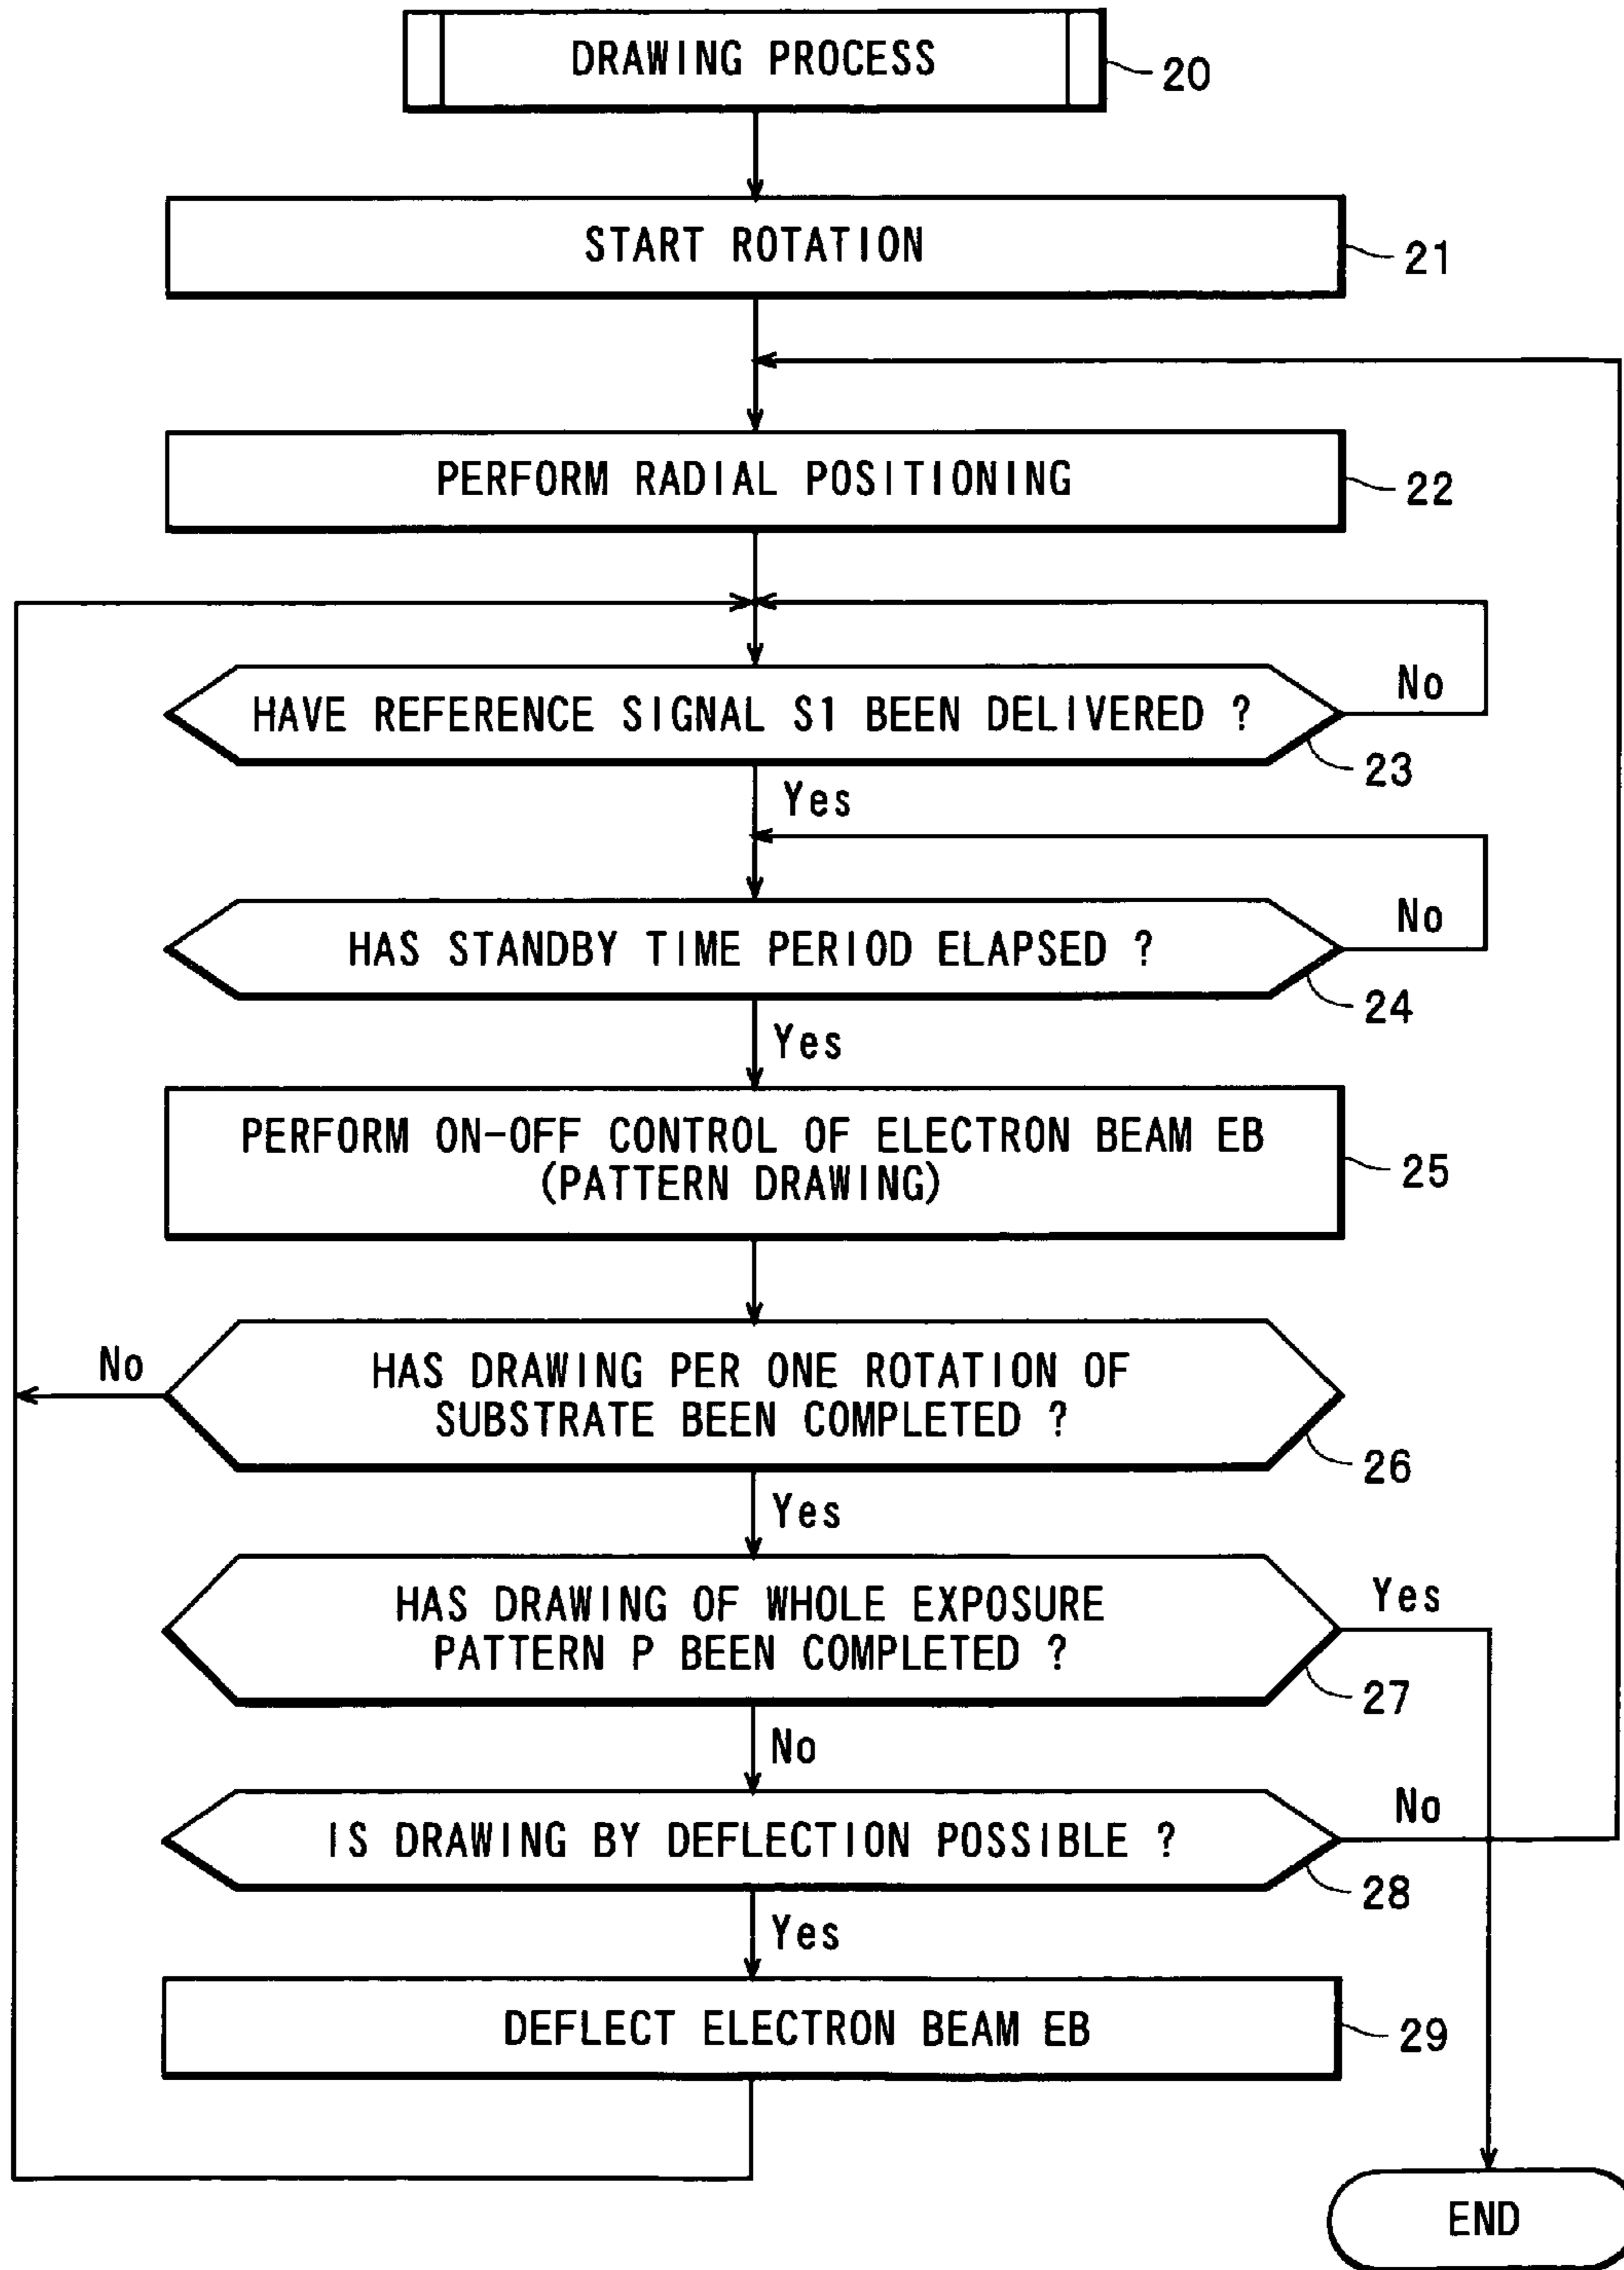 DRAWING PROCESS
20
START ROTATION
21
PERFORM RADIAL POSITIONING
22
HAVE REFERENCE SIGNAL S1 BEEN DELIVERED ?
No
23
Yes
HAS STANDBY TIME PERIOD ELAPSED ?
No
24
Yes
PERFORM ON-OFF CONTROL OF ELECTRON BEAM EB
(PATTERN DRAWING)
25
No
HAS DRAWING PER ONE ROTATION OF
SUBSTRATE BEEN COMPLETED ?
26
Yes
HAS DRAWING OF WHOLE EXPOSURE
PATTERN P BEEN COMPLETED ?
Yes
27
No
IS DRAWING BY DEFLECTION POSSIBLE ?
No
28
Yes
DEFLECT ELECTRON BEAM EB
29
END